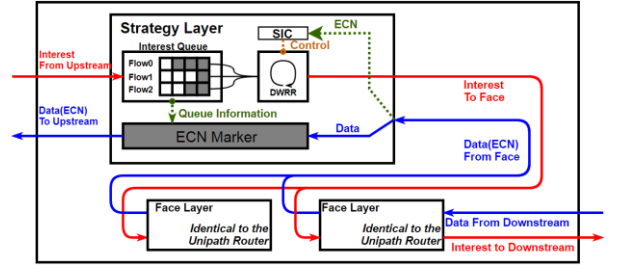 Strategy Layer
SIC
ECN
Interest Queue
Control
Interest
From Upstream
Flow0
Flow1
Flow2
DWRR
Interest
To Face
Queue Information
Data(ECN)
To Upstream
ECN Marker
Data
Data(ECN)
From Face
Face Layer
Identical to the
Unipath Router
Face Layer
Identical to the
Unipath Router
Data From Downstream
Interest to Downstream